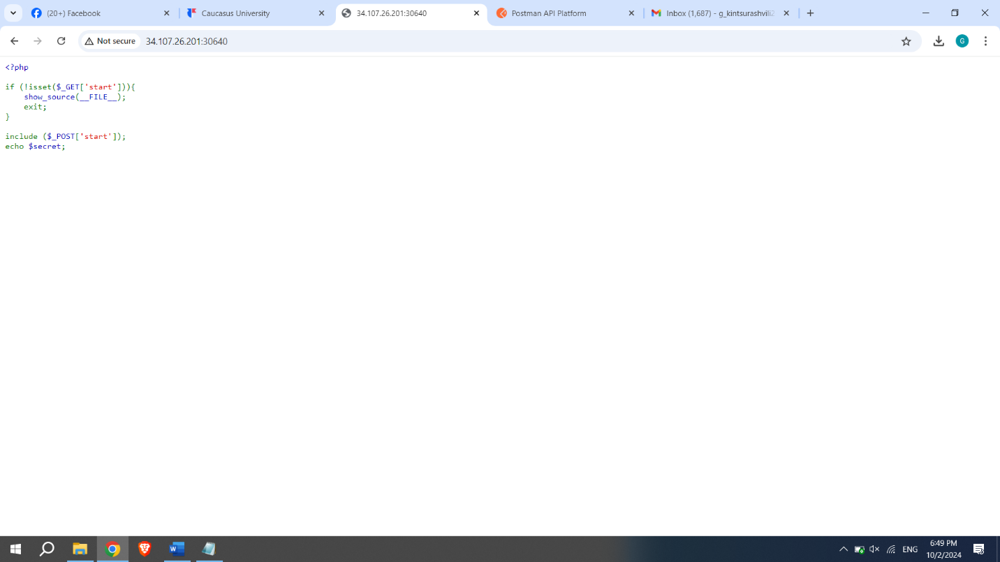 (20+) Facebook
Caucasus University
34.107.26.201:30640
Postman API Platform
Inbox (1,687) - g_kintsurashvili2
Not secure
34.107.26.201:30640
G
<?php
if (!isset($_GET['start'])){
    show_source(__FILE__);
    exit;
}
include ($_POST['start']);
echo $secret;
ENG
6:49 PM
10/2/2024